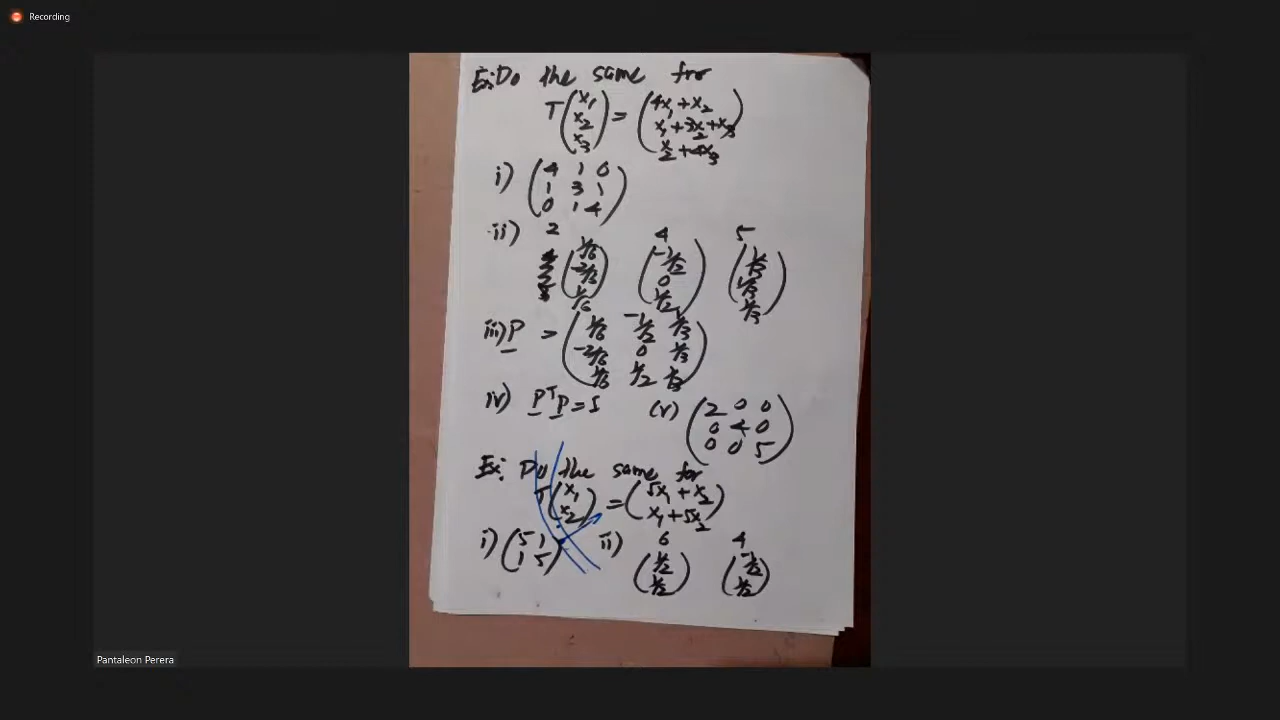 Recording
Ex: Do the same for
T(x1 x2 x3) = (4x1 + x2, x1 + 3x2 + x3, x2 + 4x3)
i) (4 1 0
1 3 1
0 1 4)
ii) 2 4 5
(1/6 -2/6 1/6) (-1/2 0 1/2) (1/3 1/3 1/3)
iii) P = (1/6 -1/2 1/3
-2/6 0 1/3
1/6 1/2 1/3)
iv) P^T P = I (v) (2 0 0
0 4 0
0 0 5)
Ex: Do the same for
T(x1 x2) = (5x1 + x2, x1 + 5x2)
i) (5 1
1 5) ii) 6 4
(1/2 1/2) (-1/2 1/2)
Pantaleon Perera